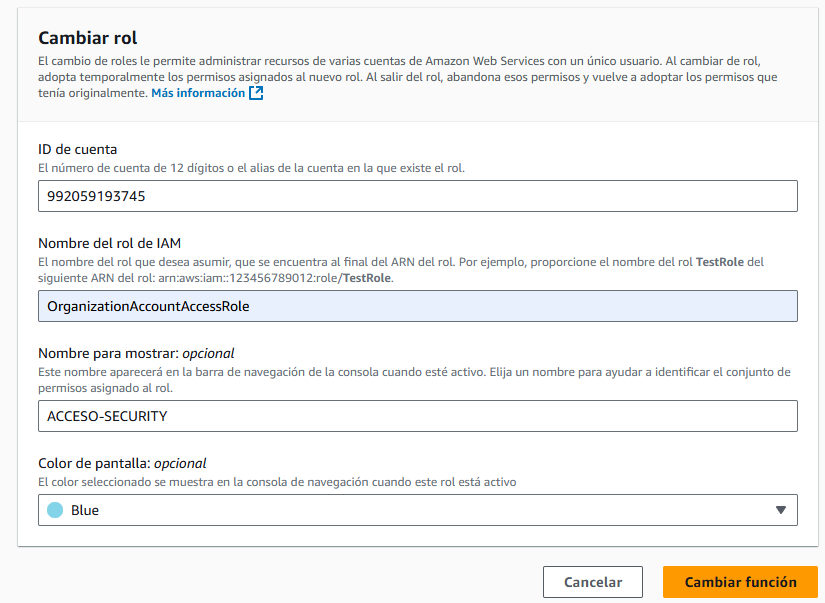 Cambiar rol
El cambio de roles le permite administrar recursos de varias cuentas de Amazon Web Services con un único usuario. Al cambiar de rol,
adopta temporalmente los permisos asignados al nuevo rol. Al salir del rol, abandona esos permisos y vuelve a adoptar los permisos que
tenía originalmente. Más información
ID de cuenta
El número de cuenta de 12 dígitos o el alias de la cuenta en la que existe el rol.
992059193745
Nombre del rol de IAM
El nombre del rol que desea asumir, que se encuentra al final del ARN del rol. Por ejemplo, proporcione el nombre del rol TestRole del
siguiente ARN del rol: arn:aws:iam::123456789012:role/TestRole.
OrganizationAccountAccessRole
Nombre para mostrar: opcional
Este nombre aparecerá en la barra de navegación de la consola cuando esté activo. Elija un nombre para ayudar a identificar el conjunto de
permisos asignado al rol.
ACCESO-SECURITY
Color de pantalla: opcional
El color seleccionado se muestra en la consola de navegación cuando este rol está activo
Blue
Cancelar
Cambiar función